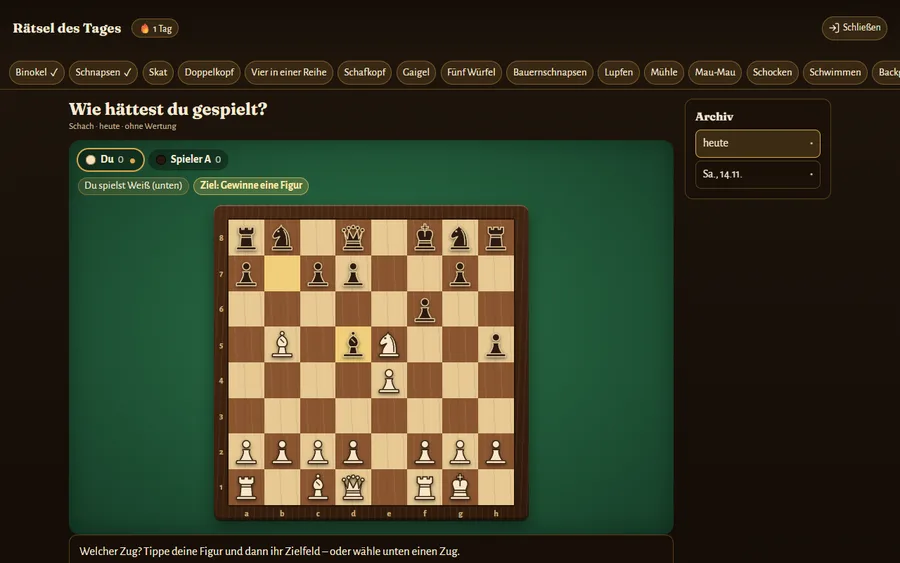 Rätsel des Tages
1 Tag
Schließen
Binokel ✓ Schnapsen ✓ Skat Doppelkopf Vier in einer Reihe Schafkopf Gaigel Fünf Würfel Bauernschnapsen Lupfen Mühle Mau-Mau Schocken Schwimmen Backg
Wie hättest du gespielt?
Schach · heute · ohne Wertung
Du 0
Spieler A 0
Du spielst Weiß (unten)
Ziel: Gewinne eine Figur
8
7
6
5
4
3
2
1
a b c d e f g h
Welcher Zug? Tippe deine Figur und dann ihr Zielfeld – oder wähle unten einen Zug.
Archiv
heute
Sa., 14.11.